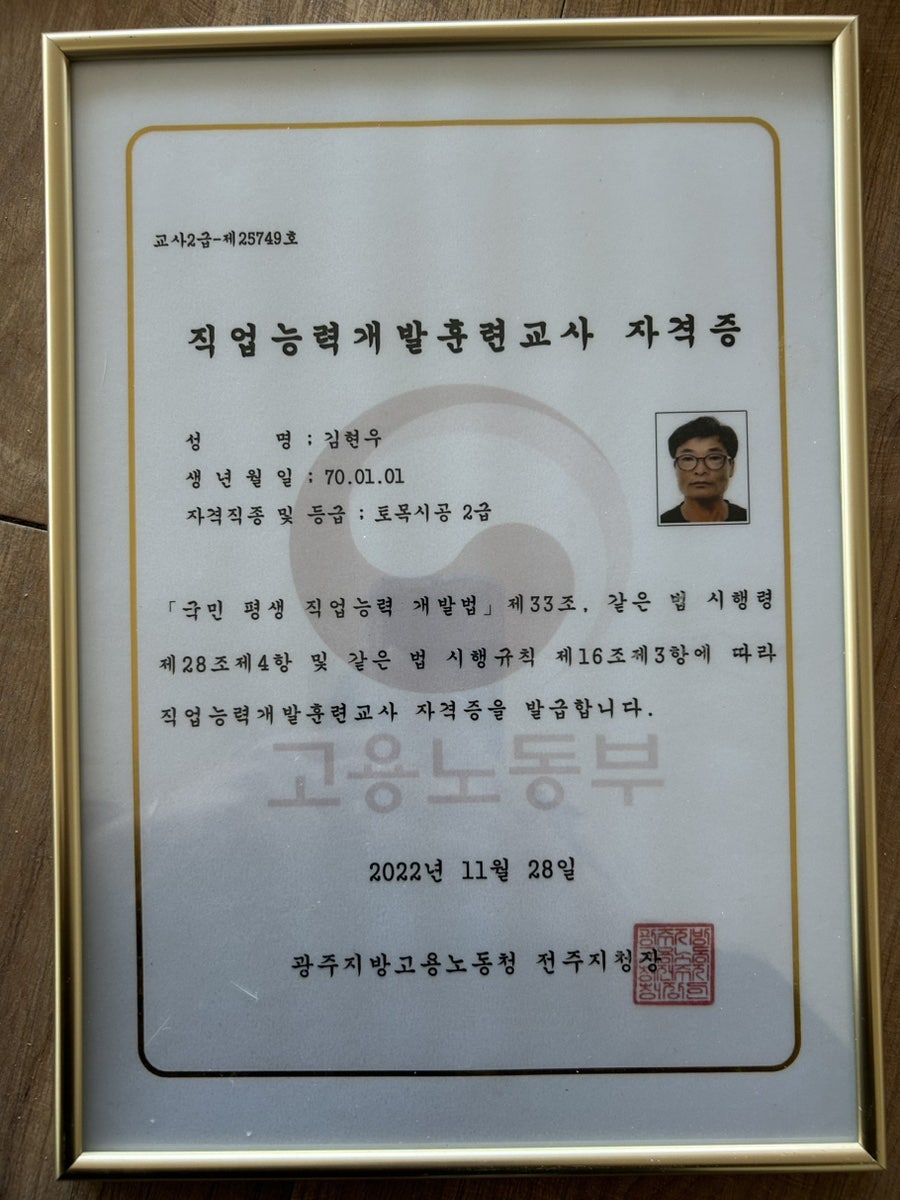 교사2급-제25749호
직업능력개발훈련교사 자격증
성 명 ; 김현우
생년월일 ; 70.01.01
자격직종 및 등급 ; 토목시공 2급
「국민 평생 직업능력 개발법」제33조, 같은 법 시행령
제28조제4항 및 같은 법 시행규칙 제16조제3항에 따라
직업능력개발훈련교사 자격증을 발급합니다.
고용노동부
2022년 11월 28일
광주지방고용노동청 전주지청장